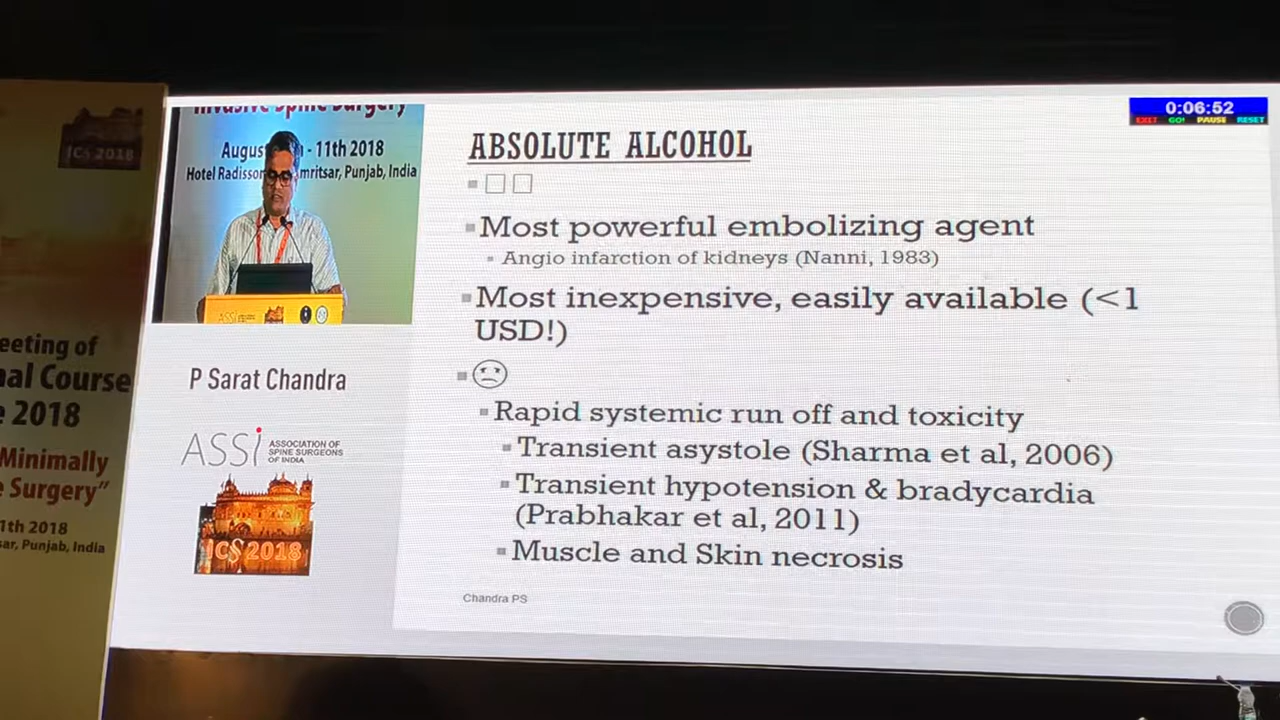 ICS 2018
eeting of
nal Course
e 2018
Minimally
e Surgery”
1th 2018
sar, Punjab, India
Invasive Spine Surgery
August - 11th 2018
Hotel Radisson mritsar, Punjab, India
ASSi
P Sarat Chandra
ASSi ASSOCIATION OF
SPINE SURGEONS
OF INDIA
ICS 2018
0:06:52
EXIT GO! PAUSE RESET
ABSOLUTE ALCOHOL
Most powerful embolizing agent
Angio infarction of kidneys (Nanni, 1983)
Most inexpensive, easily available (<1
USD!)
Rapid systemic run off and toxicity
Transient asystole (Sharma et al, 2006)
Transient hypotension & bradycardia
(Prabhakar et al, 2011)
Muscle and Skin necrosis
Chandra PS